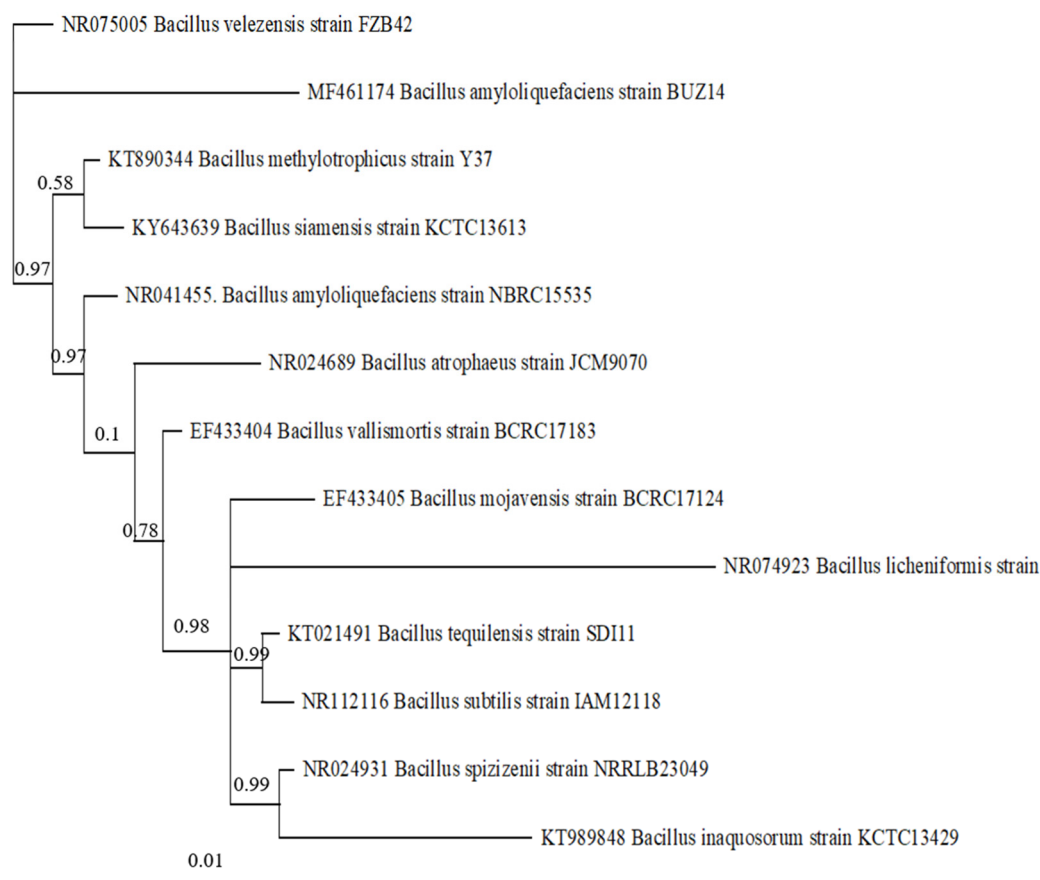 NR075005 Bacillus velezensis strain FZB42
MF461174 Bacillus amyloliquefaciens strain BUZ14
KT890344 Bacillus methylotrophicus strain Y37
0.58
KY643639 Bacillus siamensis strain KCTC13613
0.97
NR041455. Bacillus amyloliquefaciens strain NBRC15535
0.97
NR024689 Bacillus atrophaeus strain JCM9070
0.1
EF433404 Bacillus vallismortis strain BCRC17183
EF433405 Bacillus mojavensis strain BCRC17124
0.78
NR074923 Bacillus licheniformis strain
0.98
KT021491 Bacillus tequilensis strain SDI11
0.99
NR112116 Bacillus subtilis strain IAM12118
NR024931 Bacillus spizizenii strain NRRLB23049
0.99
KT989848 Bacillus inaquosorum strain KCTC13429
0.01